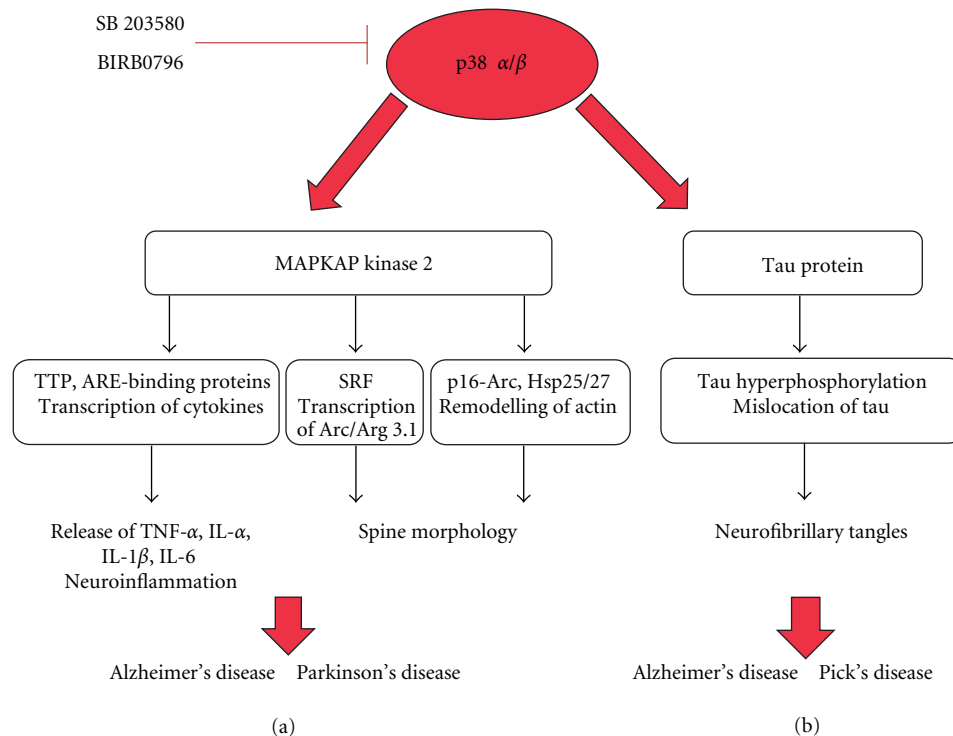 SB 203580
BIRB0796
p38 α/β
MAPKAP kinase 2
Tau protein
TTP, ARE-binding proteins
Transcription of cytokines
SRF
Transcription
of Arc/Arg 3.1
p16-Arc, Hsp25/27
Remodelling of actin
Tau hyperphosphorylation
Mislocation of tau
Release of TNF-α, IL-α,
IL-1β, IL-6
Neuroinflammation
Spine morphology
Neurofibrillary tangles
Alzheimer's disease
Parkinson's disease
Alzheimer's disease
Pick's disease
(a)
(b)